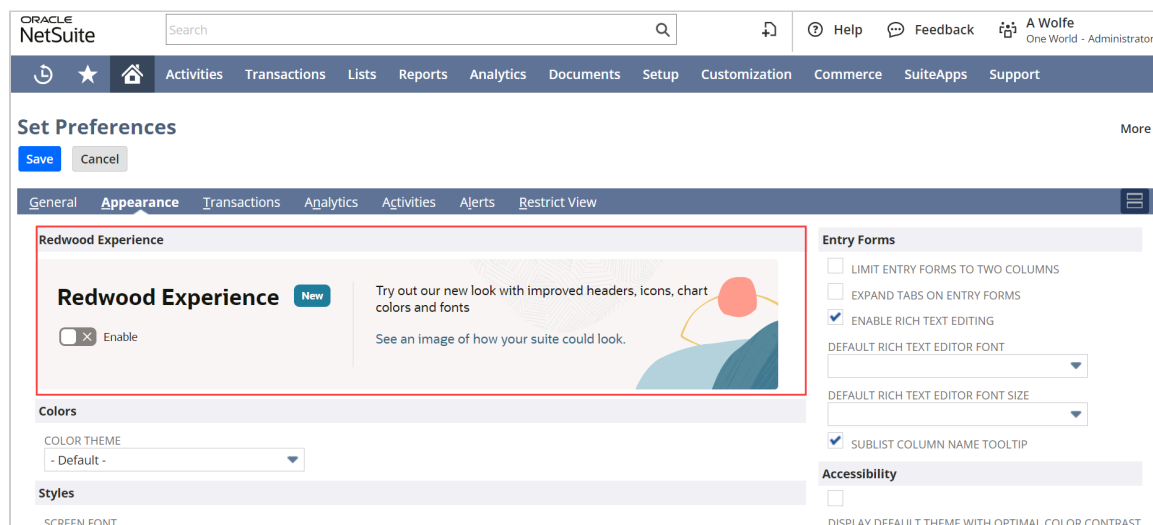 ORACLE
NetSuite
Search
Help
Feedback
A Wolfe
One World - Administrator
Activities Transactions Lists Reports Analytics Documents Setup Customization Commerce SuiteApps Support
Set Preferences
More
Save Cancel
General Appearance Transactions Analytics Activities Alerts Restrict View
Redwood Experience
Redwood Experience New
Enable
Try out our new look with improved headers, icons, chart
colors and fonts
See an image of how your suite could look.
Colors
COLOR THEME
- Default -
Styles
SCREEN FONT
Entry Forms
LIMIT ENTRY FORMS TO TWO COLUMNS
EXPAND TABS ON ENTRY FORMS
ENABLE RICH TEXT EDITING
DEFAULT RICH TEXT EDITOR FONT
DEFAULT RICH TEXT EDITOR FONT SIZE
SUBLIST COLUMN NAME TOOLTIP
Accessibility
DISPLAY DEFAULT THEME WITH OPTIMAL COLOR CONTRAST